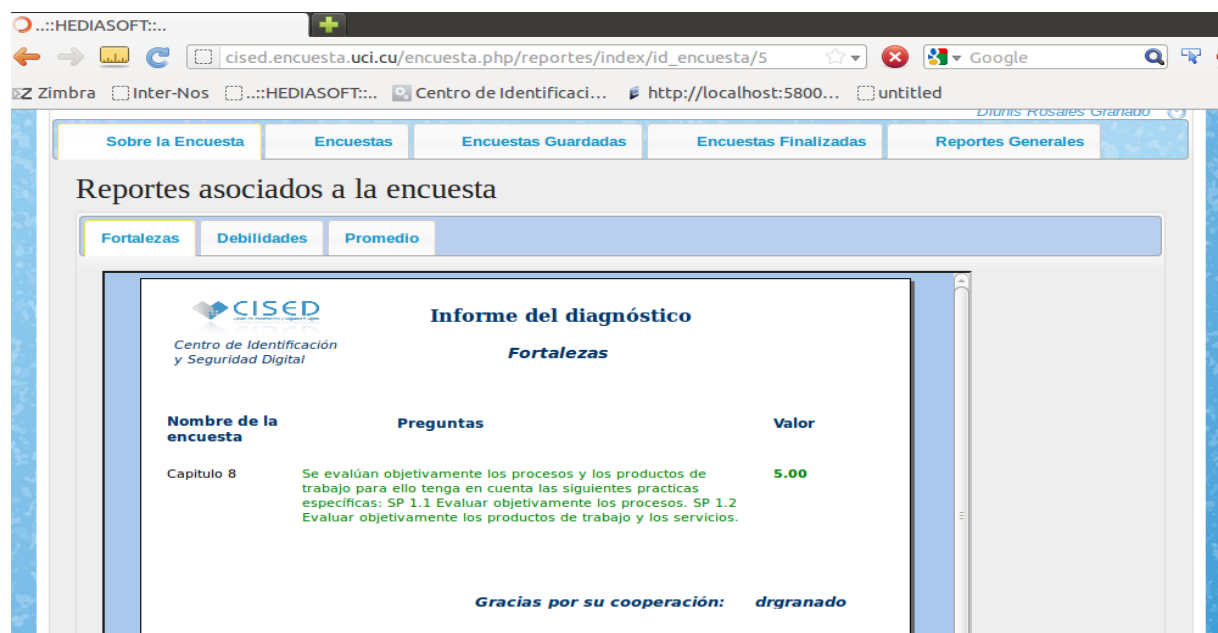 ..::HEDIASOFT::..
cised.encuesta.uci.cu/encuesta.php/reportes/index/id_encuesta/5
Google
Zimbra Inter-Nos ..::HEDIASOFT::.. Centro de Identificaci... http://localhost:5800... untitled
Diunis Rosales Granado
Sobre la Encuesta Encuestas Encuestas Guardadas Encuestas Finalizadas Reportes Generales
Reportes asociados a la encuesta
Fortalezas Debilidades Promedio
CISED
Informe del diagnóstico
Centro de Identificación
y Seguridad Digital
Fortalezas
Nombre de la
encuesta
Preguntas
Valor
Capitulo 8
Se evalúan objetivamente los procesos y los productos de
trabajo para ello tenga en cuenta las siguientes practicas
específicas: SP 1.1 Evaluar objetivamente los procesos. SP 1.2
Evaluar objetivamente los productos de trabajo y los servicios.
5.00
Gracias por su cooperación: drgranado